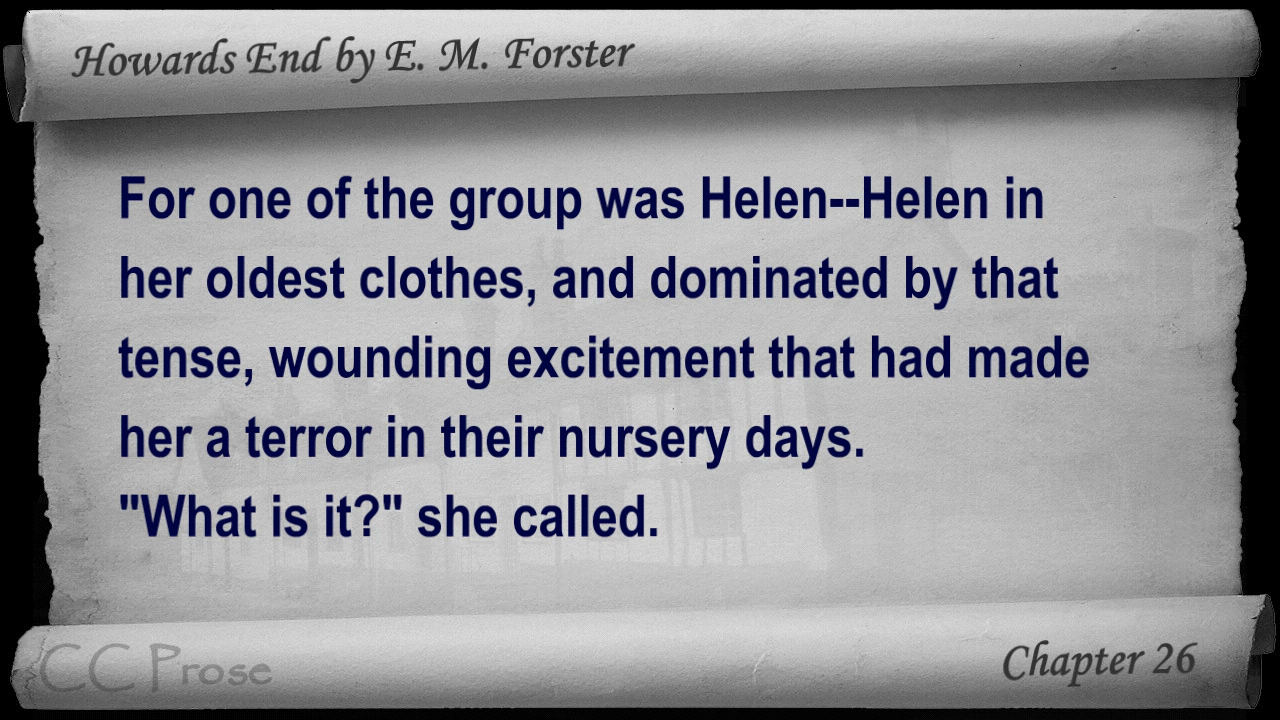 Howards End by E. M. Forster
For one of the group was Helen--Helen in
her oldest clothes, and dominated by that
tense, wounding excitement that had made
her a terror in their nursery days.
"What is it?" she called.
CC Prose
Chapter 26